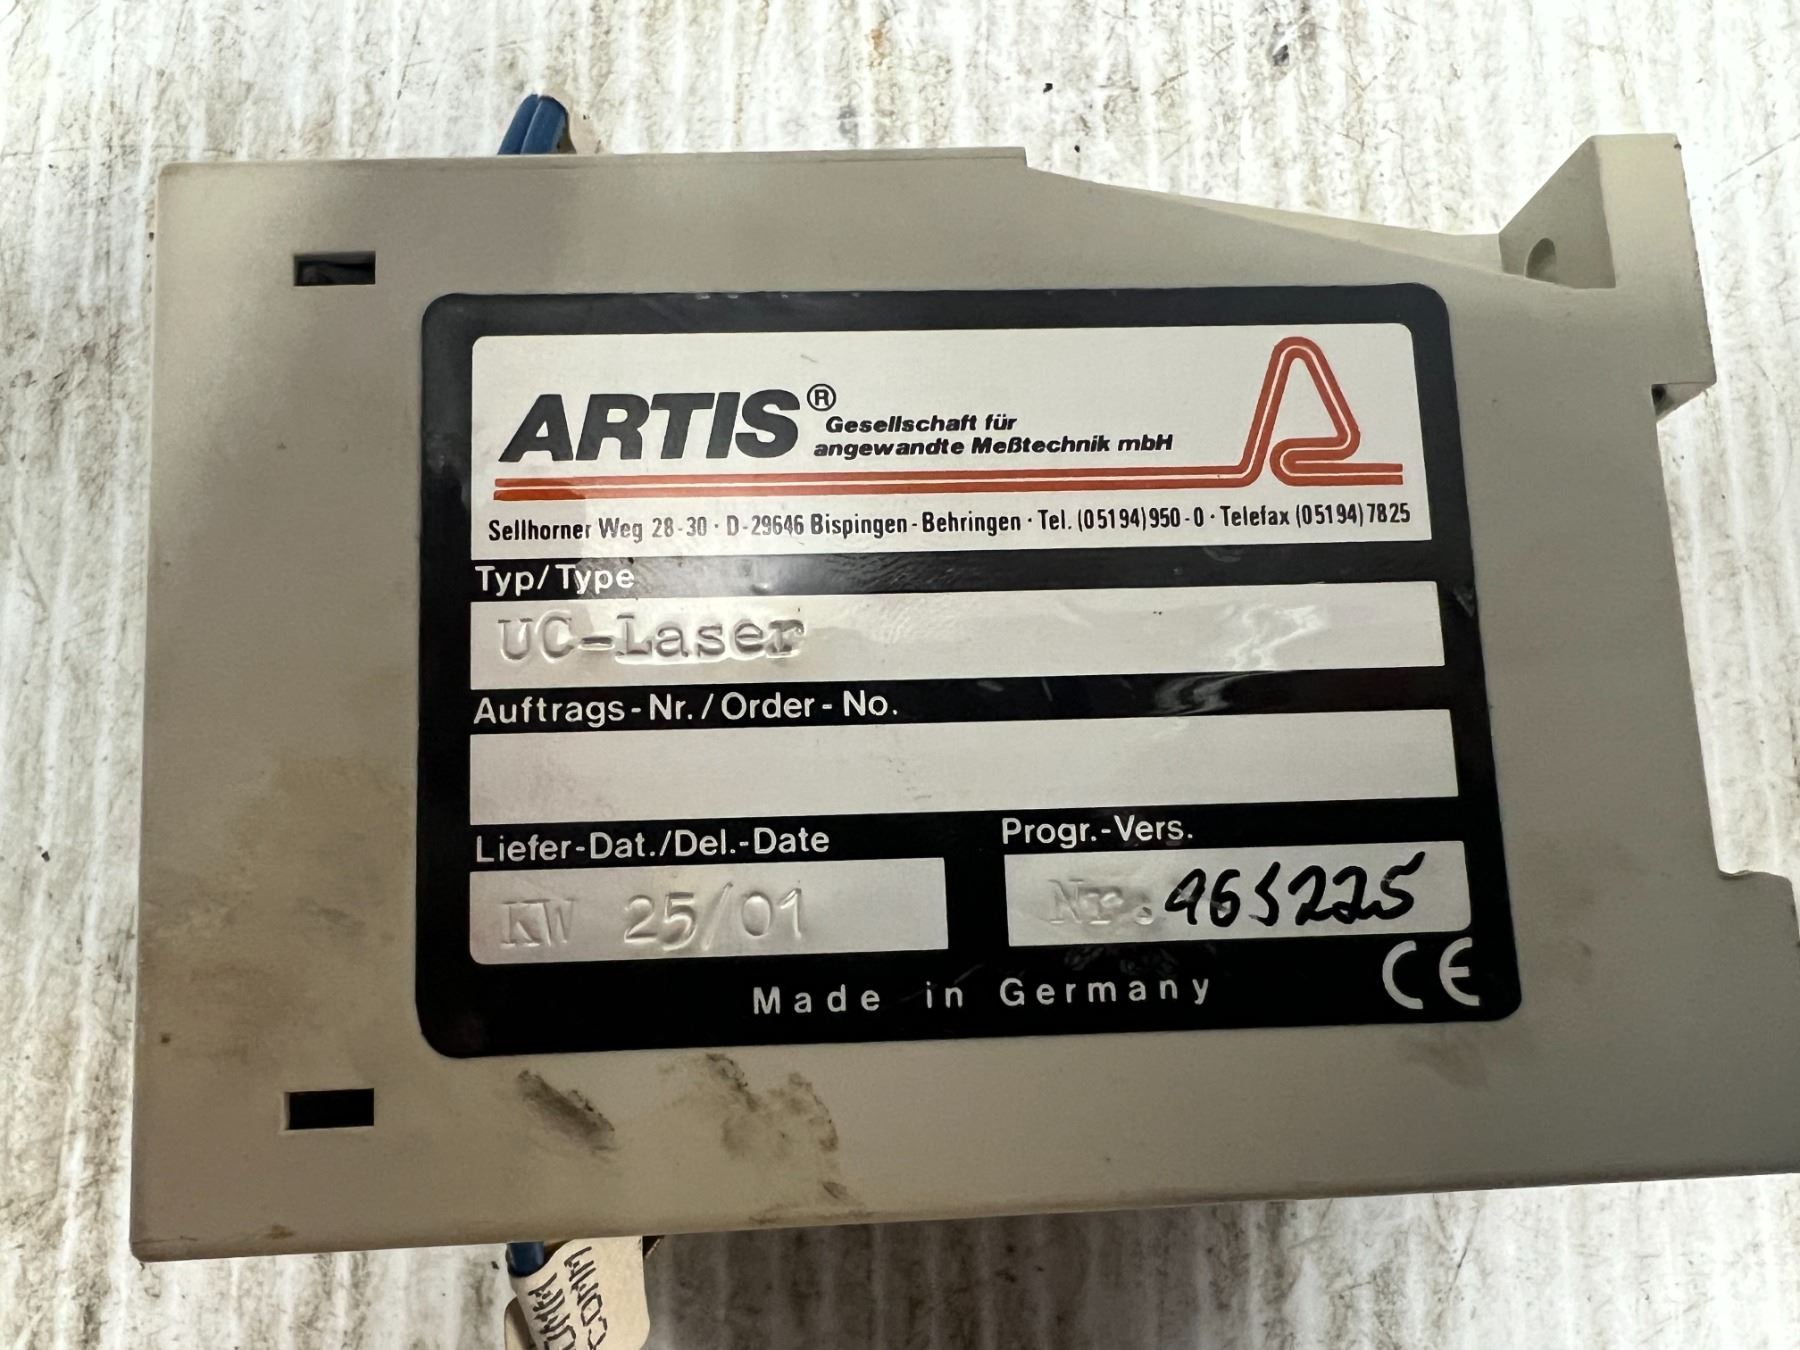 ARTIS®
Gesellschaft für
angewandte Meßtechnik mbH
Sellhorner Weg 28-30 · D-29646 Bispingen-Behringen · Tel. (05194) 950-0 · Telefax (05194) 7825
Typ/Type
UC-Laser
Auftrags-Nr./Order-No.
Liefer-Dat./Del.-Date
Progr.-Vers.
KW 25/01
Nr.: 965225
Made in Germany
CE
COMM